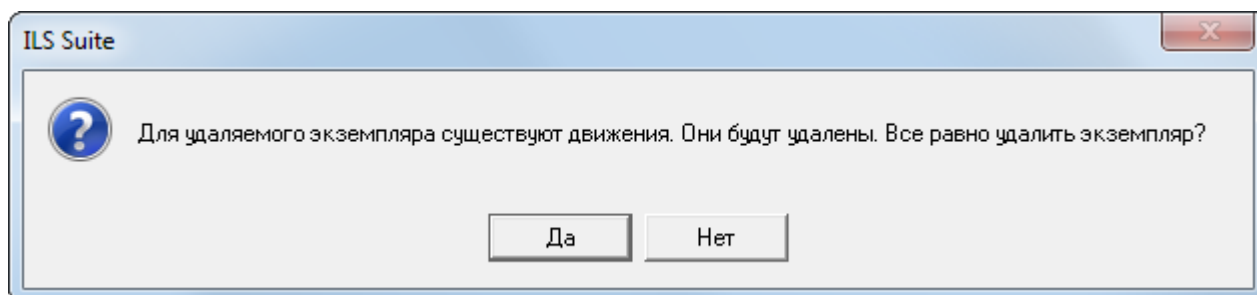 ILS Suite
Для удаляемого экземпляра существуют движения. Они будут удалены. Все равно удалить экземпляр?
Да Нет